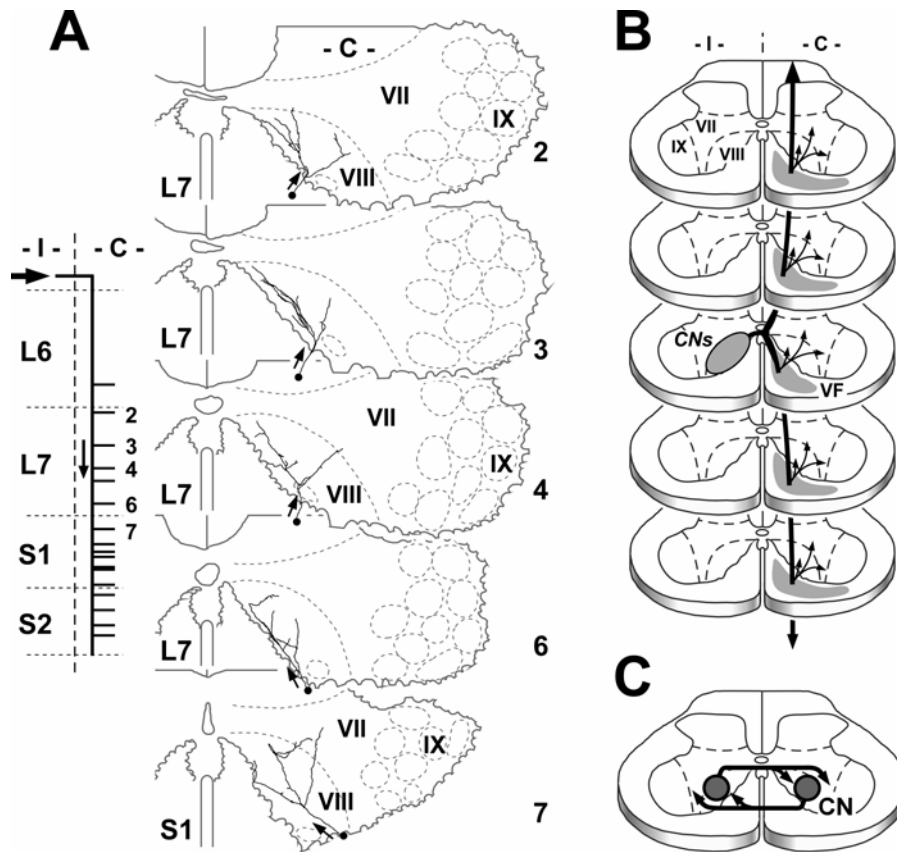 A
- C -
VII
IX
VIII
2
L7
- I - - C -
L6
L7
S1
S2
2
3
4
6
7
L7
3
VII
IX
VIII
L7
4
L7
6
VII
IX
VIII
S1
7
B
- I - - C -
VII
IX
VIII
CNs
VF
C
CN